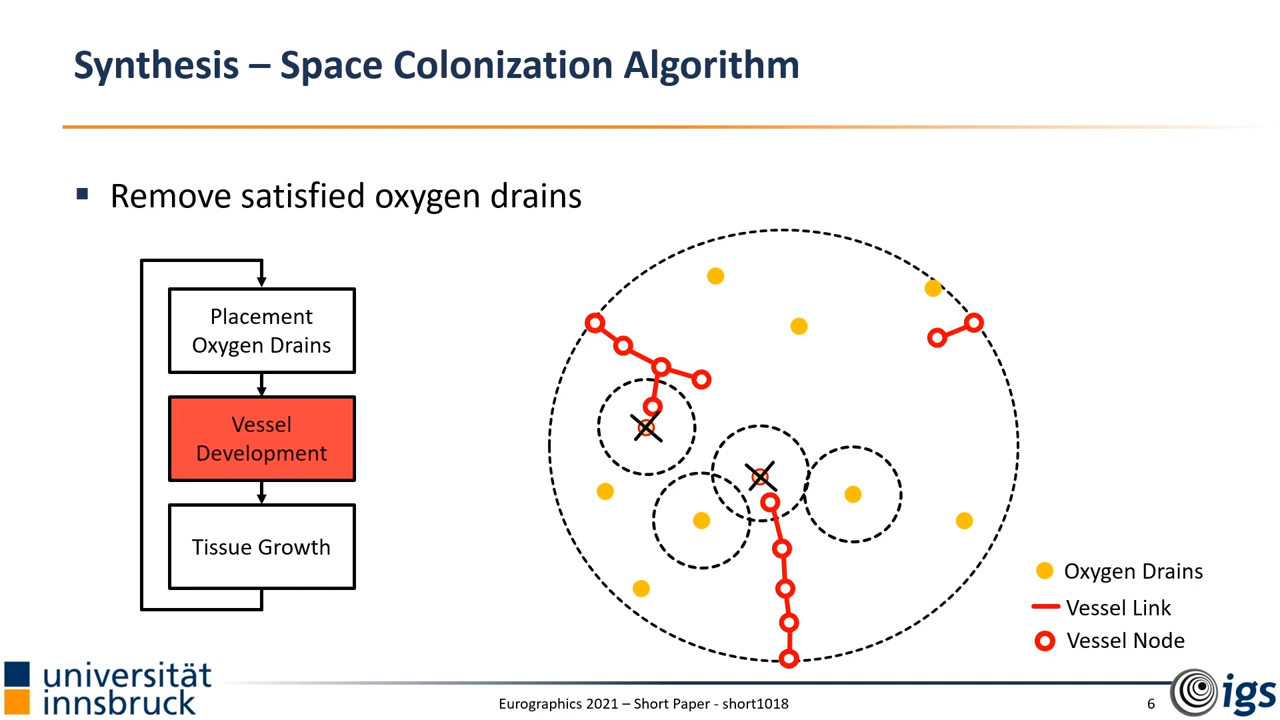 Synthesis – Space Colonization Algorithm
▪ Remove satisfied oxygen drains
Placement
Oxygen Drains
Vessel
Development
Tissue Growth
Oxygen Drains
Vessel Link
Vessel Node
universität
innsbruck
Eurographics 2021 – Short Paper - short1018
6
igs